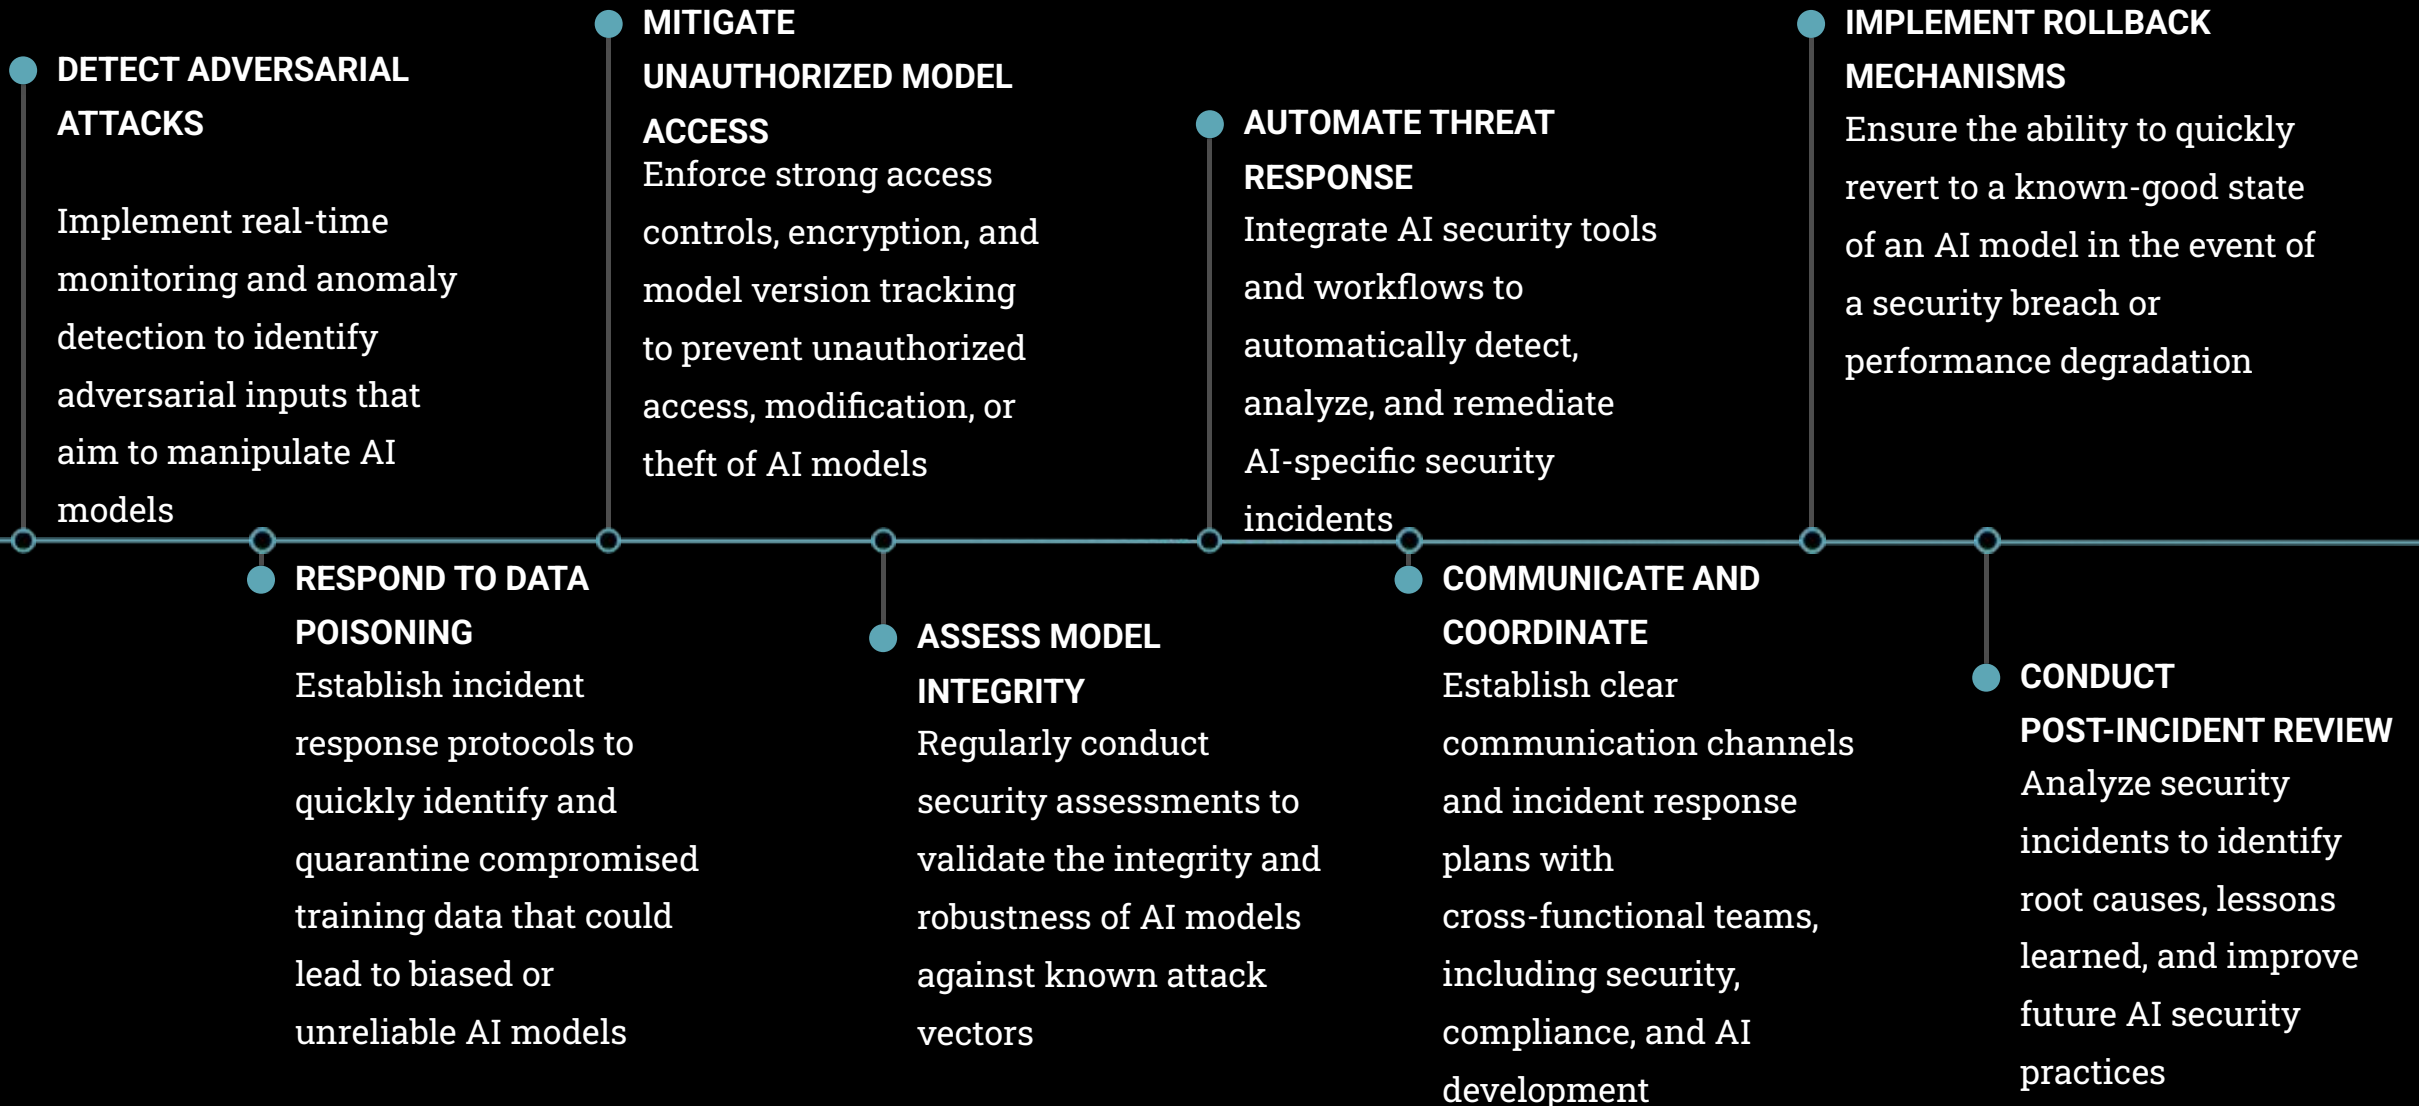 DETECT ADVERSARIAL
ATTACKS
Implement real-time
monitoring and anomaly
detection to identify
adversarial inputs that
aim to manipulate AI
models
RESPOND TO DATA
POISONING
Establish incident
response protocols to
quickly identify and
quarantine compromised
training data that could
lead to biased or
unreliable AI models
MITIGATE
UNAUTHORIZED MODEL
ACCESS
Enforce strong access
controls, encryption, and
model version tracking
to prevent unauthorized
access, modification, or
theft of AI models
ASSESS MODEL
INTEGRITY
Regularly conduct
security assessments to
validate the integrity and
robustness of AI models
against known attack
vectors
AUTOMATE THREAT
RESPONSE
Integrate AI security tools
and workflows to
automatically detect,
analyze, and remediate
AI-specific security
incidents
COMMUNICATE AND
COORDINATE
Establish clear
communication channels
and incident response
plans with
cross-functional teams,
including security,
compliance, and AI
development
IMPLEMENT ROLLBACK
MECHANISMS
Ensure the ability to quickly
revert to a known-good state
of an AI model in the event of
a security breach or
performance degradation
CONDUCT
POST-INCIDENT REVIEW
Analyze security
incidents to identify
root causes, lessons
learned, and improve
future AI security
practices